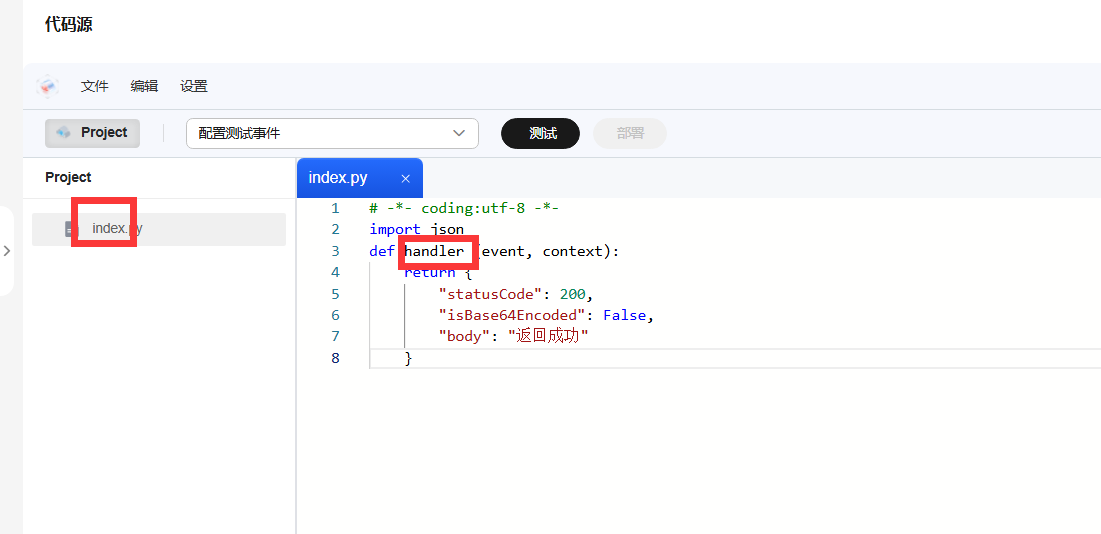 代码源
文件 编辑 设置
Project 配置测试事件 测试 部署
Project
index.py
index.py
1 # -*- coding:utf-8 -*-
2 import json
3 def handler (event, context):
4     return {
5         "statusCode": 200,
6         "isBase64Encoded": False,
7         "body": "返回成功"
8     }